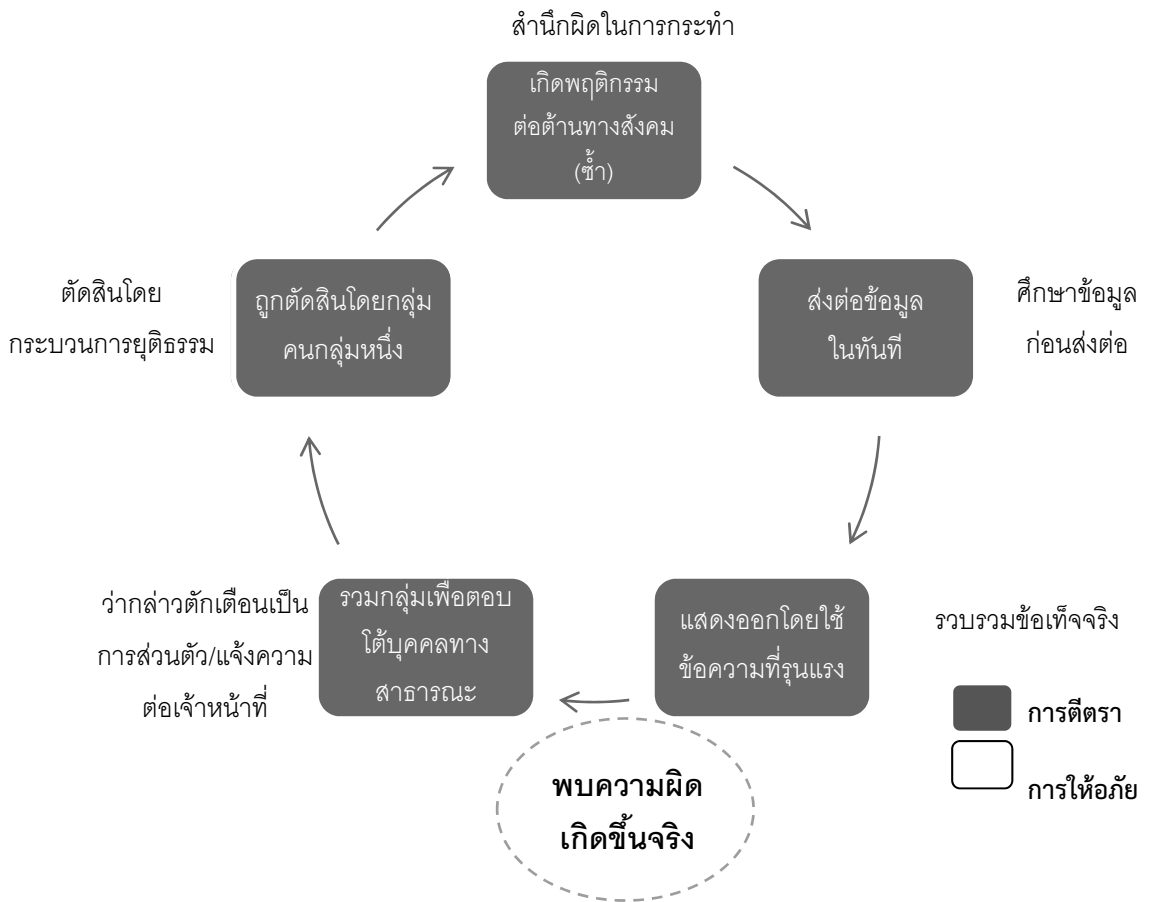 สำนึกผิดในการกระทำ
เกิดพฤติกรรม
ต่อต้านทางสังคม
(ซ้ำ)
ส่งต่อข้อมูล
ในทันที
ศึกษาข้อมูล
ก่อนส่งต่อ
แสดงออกโดยใช้
ข้อความที่รุนแรง
รวบรวมข้อเท็จจริง
รวมกลุ่มเพื่อตอบ
โต้บุคคลทาง
สาธารณะ
ว่ากล่าวตักเตือนเป็น
การส่วนตัว/แจ้งความ
ต่อเจ้าหน้าที่
ถูกตัดสินโดยกลุ่ม
คนกลุ่มหนึ่ง
ตัดสินโดย
กระบวนการยุติธรรม
พบความผิด
เกิดขึ้นจริง
การตีตรา
การให้อภัย